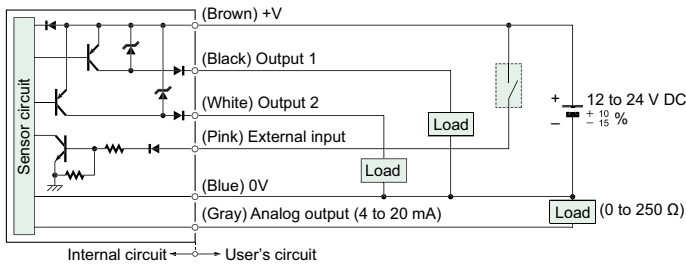 (Brown) +V
(Black) Output 1
(White) Output 2
(Pink) External input
(Blue) 0V
(Gray) Analog output (4 to 20 mA)
Sensor circuit
Load
Load
+
−
12 to 24 V DC
+ 10
− 15 %
Load (0 to 250 Ω)
Internal circuit
User's circuit